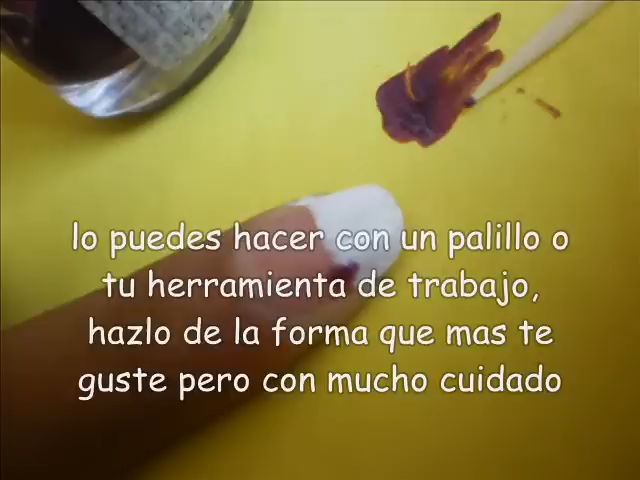 lo puedes hacer con un palillo o
tu herramienta de trabajo,
hazlo de la forma que mas te
guste pero con mucho cuidado